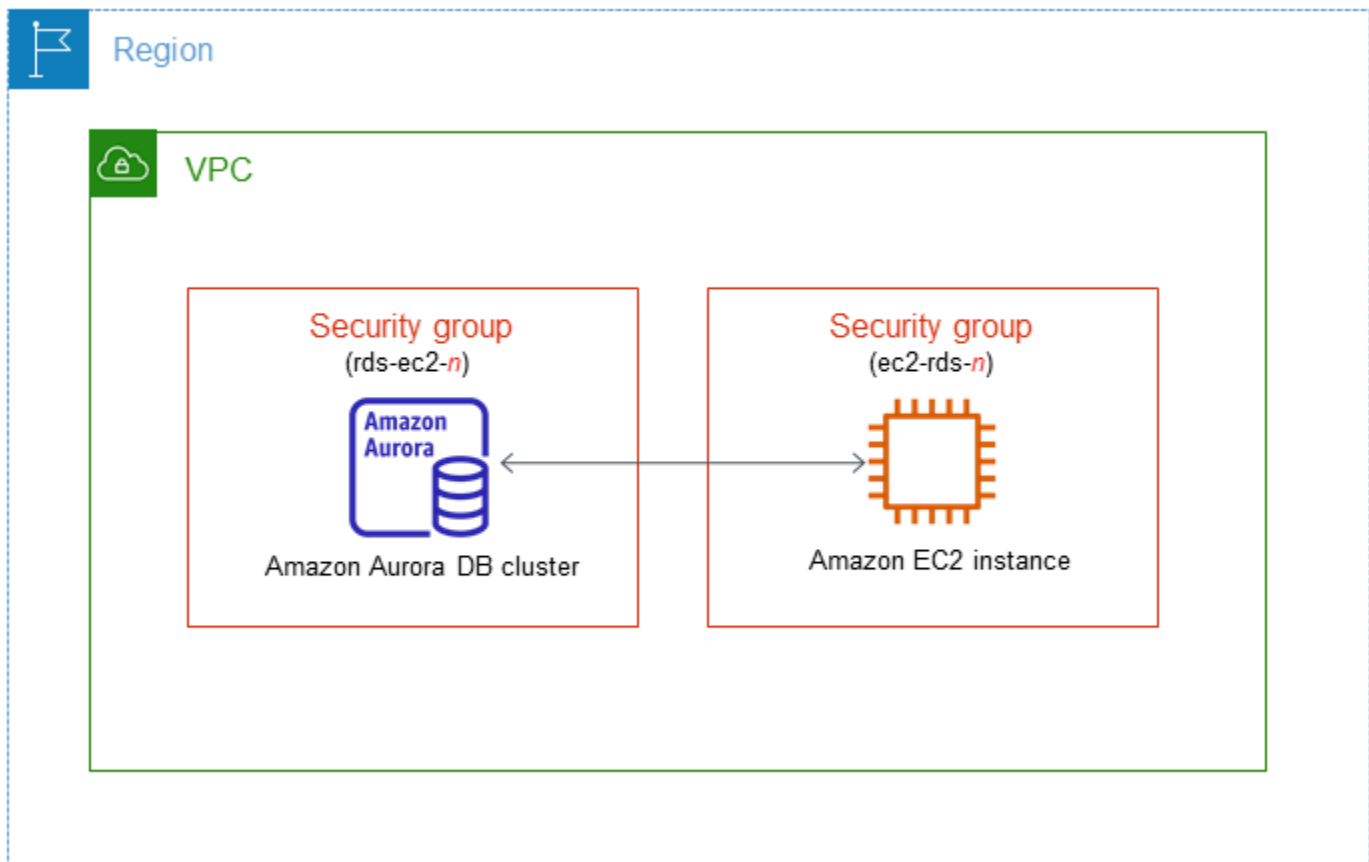 Region
VPC
Security group
(rds-ec2-n)
Amazon
Aurora
Amazon Aurora DB cluster
Security group
(ec2-rds-n)
Amazon EC2 instance